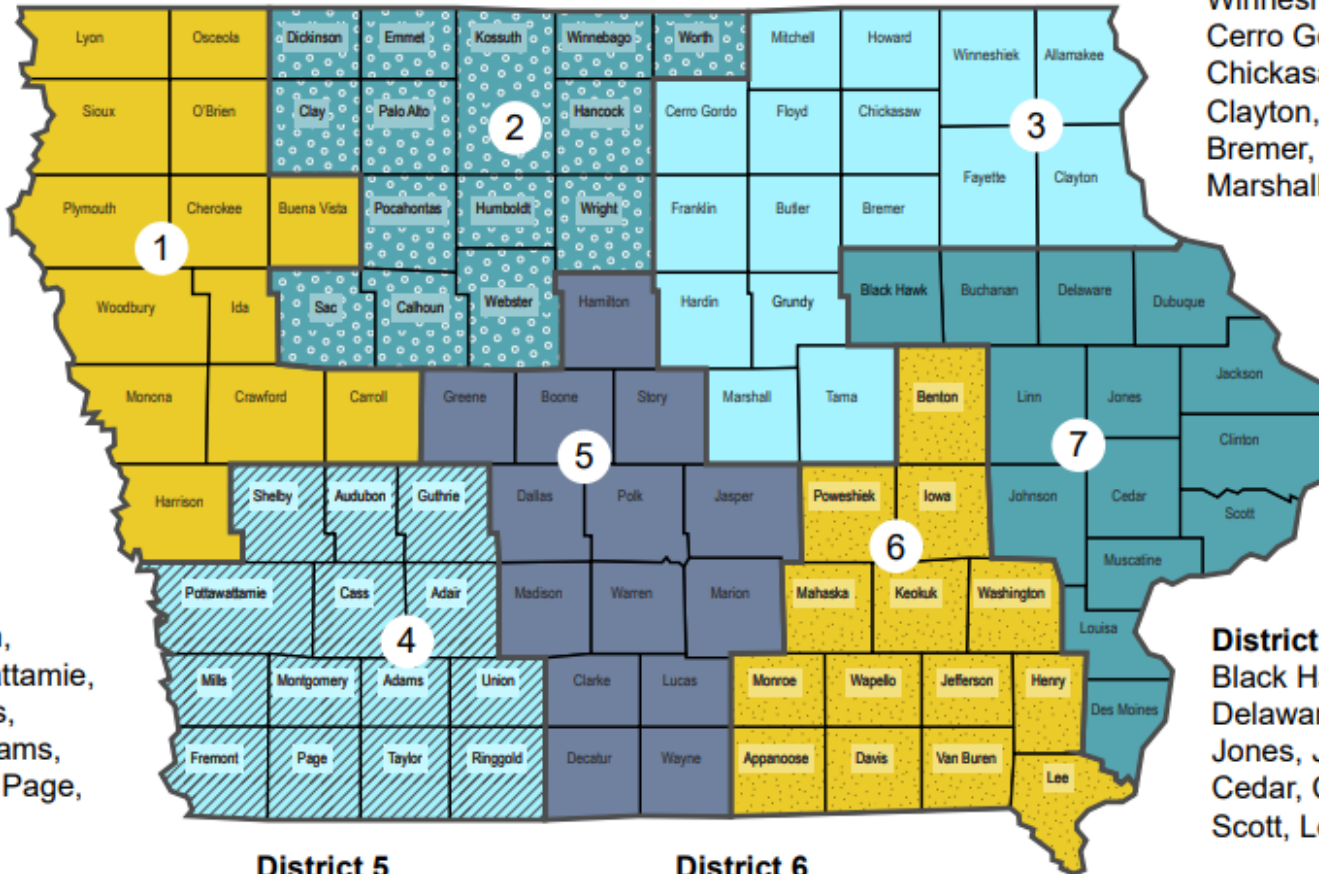 Lyon Osceola Dickinson Emmet Kossuth Winnebago Worth Mitchell Howard Winneshiek Allamakee
Sioux O'Brien Clay Palo Alto Hancock Cerro Gordo Floyd Chickasaw
2 3
Plymouth Cherokee Buena Vista Pocahontas Humboldt Wright Franklin Butler Bremer Fayette Clayton
1
Woodbury Ida Sac Calhoun Webster Hamilton Hardin Grundy Black Hawk Buchanan Delaware Dubuque
Monona Crawford Carroll Greene Boone Story Marshall Tama Benton Linn Jones Jackson
5 7
Clinton
Harrison Shelby Audubon Guthrie Dallas Polk Jasper Poweshiek Iowa Johnson Cedar Scott
6
Muscatine
Pottawattamie Cass Adair Madison Warren Marion Mahaska Keokuk Washington
4
Louisa
Mills Montgomery Adams Union Clarke Lucas Monroe Wapello Jefferson Henry Des Moines
Fremont Page Taylor Ringgold Decatur Wayne Appanoose Davis Van Buren Lee
Cerro Go
Chickasa
Clayton,
Bremer,
Marshall
attamie,
s,
ams,
Page,
District 5
District 6
District
Black Ha
Delawar
Jones, J
Cedar, C
Scott, Lo